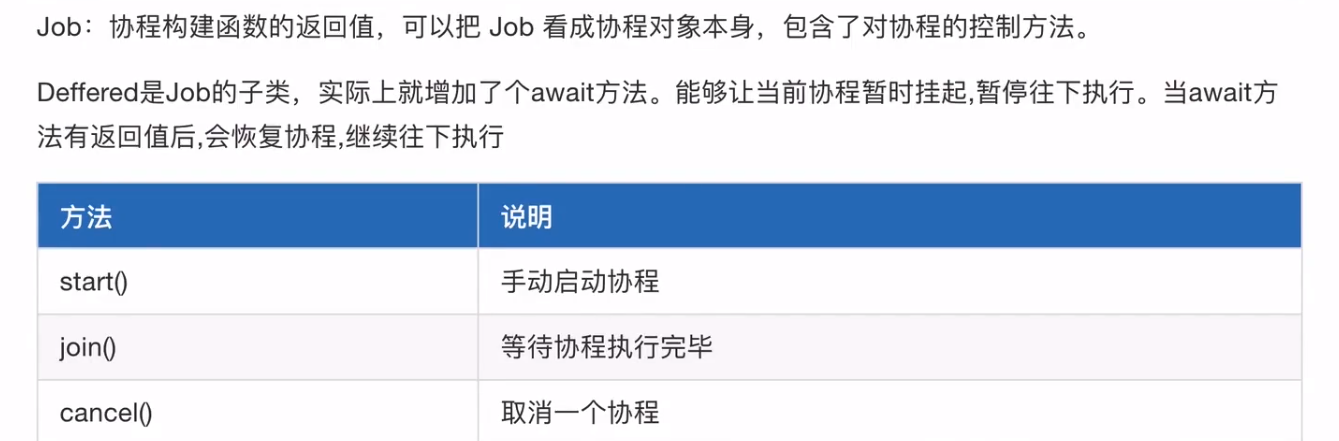 Job：协程构建函数的返回值，可以把 Job 看成协程对象本身，包含了对协程的控制方法。
Deffered是Job的子类，实际上就增加了个await方法。能够让当前协程暂时挂起,暂停往下执行。当await方
法有返回值后,会恢复协程,继续往下执行
方法 说明
start() 手动启动协程
join() 等待协程执行完毕
cancel() 取消一个协程